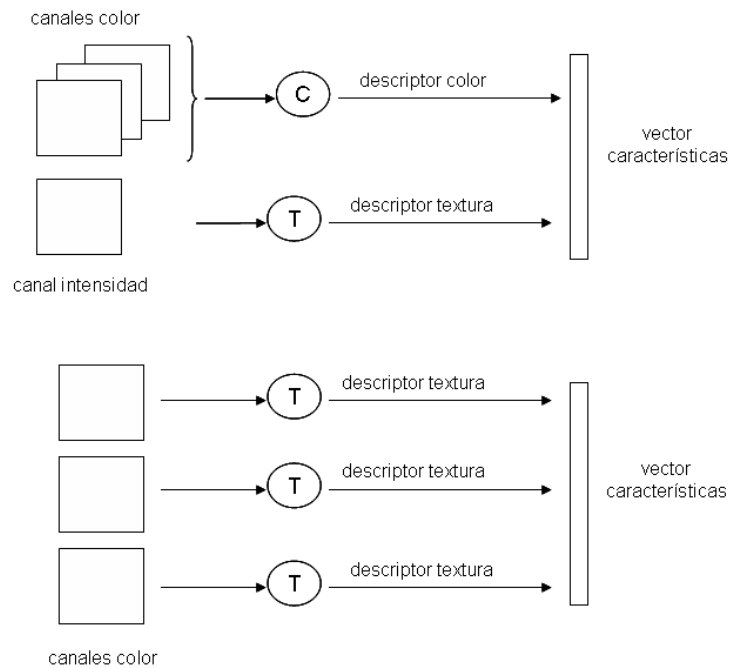 canales color
C
descriptor color
vector
características
T
descriptor textura
canal intensidad
T
descriptor textura
T
descriptor textura
vector
características
T
descriptor textura
canales color